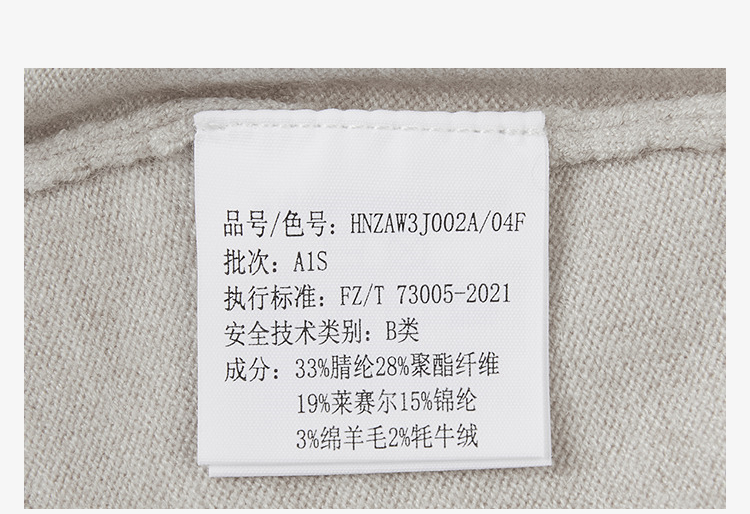 品号/色号: HNZAW3J002A/04F
批次: A1S
执行标准: FZ/T 73005-2021
安全技术类别: B类
成分: 33%腈纶28%聚酯纤维
19%莱赛尔15%锦纶
3%绵羊毛2%牦牛绒